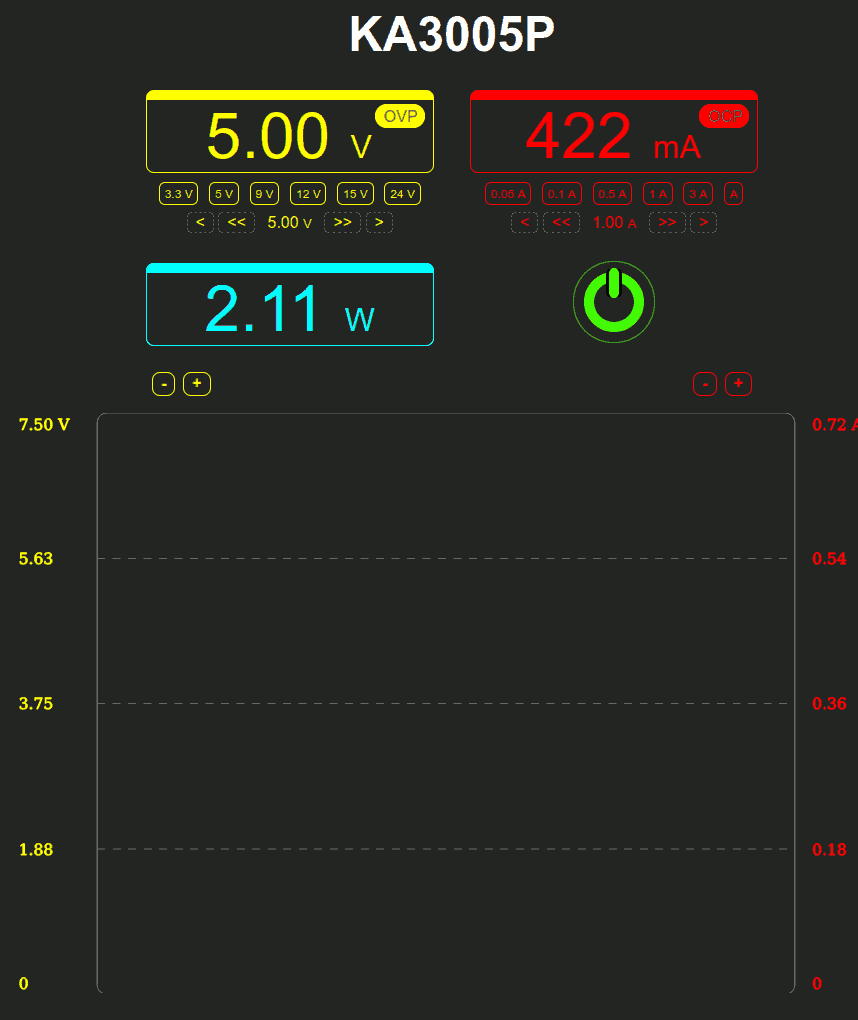 KA3005P
5.00 V OVP
422 mA OCP
3.3 V 5 V 9 V 12 V 15 V 24 V
0.05 A 0.1 A 0.5 A 1 A 3 A A
< << 5.00 V >> >
< << 1.00 A >> >
2.11 W
- +
- +
7.50 V 0.72 A
5.63 0.54
3.75 0.36
1.88 0.18
0 0